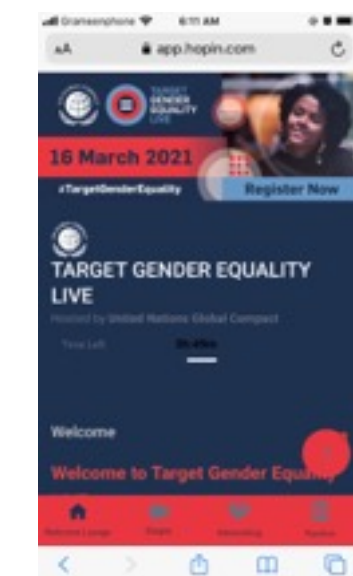 Grameenphone 6:11 AM
AA app.hopin.com
TARGET
GENDER
EQUALITY
LIVE
16 March 2021
#TargetGenderEquality Register Now
TARGET GENDER EQUALITY
LIVE
Hosted by United Nations Global Compact
Time Left
Welcome
Welcome to Target Gender Equality
People